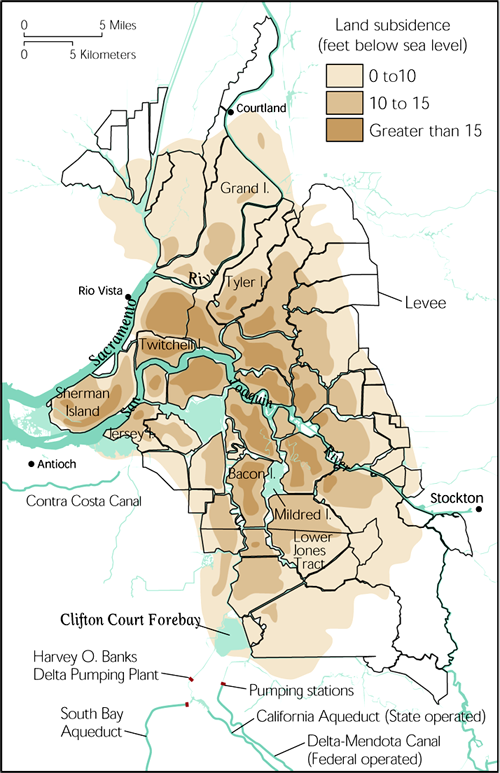 0 5 Miles
0 5 Kilometers
Land subsidence
(feet below sea level)
0 to10
10 to 15
Greater than 15
Courtland
Grand I.
River
Tyler I.
Rio Vista
Levee
Sacramento
Twitchell I.
Sherman
Island
San
Joaquin
River
Jersey I.
Antioch
Bacon I.
Contra Costa Canal
Stockton
Mildred I.
Lower
Jones
Tract
Clifton Court Forebay
Harvey O. Banks
Delta Pumping Plant
Pumping stations
South Bay
Aqueduct
California Aqueduct (State operated)
Delta-Mendota Canal
(Federal operated)